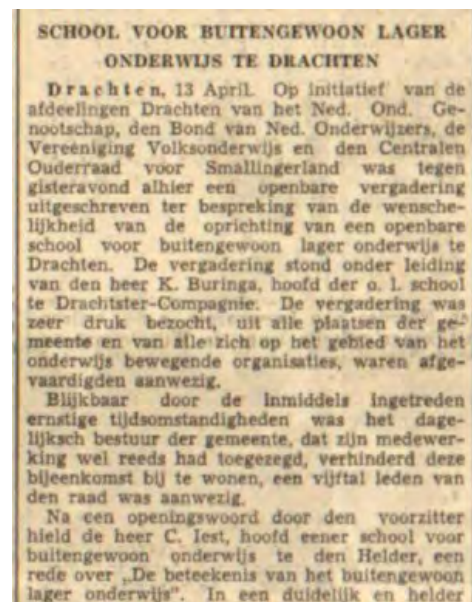 SCHOOL VOOR BUITENGEWOON LAGER
ONDERWIJS TE DRACHTEN
Drachten, 13 April. Op initiatief van de
afdeelingen Drachten van het Ned. Ond. Ge-
nootschap, den Bond van Ned. Onderwijzers, de
Vereeniging Volksonderwijs en den Centralen
Ouderraad voor Smallingerland was tegen
gisteravond alhier een openbare vergadering
uitgeschreven ter bespreking van de wensche-
lijkheid van de oprichting van een openbare
school voor buitengewoon lager onderwijs te
Drachten. De vergadering stond onder leiding
van den heer K. Buringa, hoofd der o. l. school
te Drachtster-Compagnie. De vergadering was
zeer druk bezocht, uit alle plaatsen der ge-
meente en van alle zich op het gebied van het
onderwijs bewegende organisaties, waren afge-
vaardigden aanwezig.
Blijkbaar door de inmiddels ingetreden
ernstige tijdsomstandigheden was het dage-
lijksch bestuur der gemeente, dat zijn medewer-
king wel reeds had toegezegd, verhinderd deze
bijeenkomst bij te wonen, een vijftal leden van
den raad was aanwezig.
Na een openingswoord door den voorzitter
hield de heer C. Iest, hoofd eener school voor
buitengewoon onderwijs te den Helder, een
rede over „De beteekenis van het buitengewoon
lager onderwijs". In een duidelijk en helder